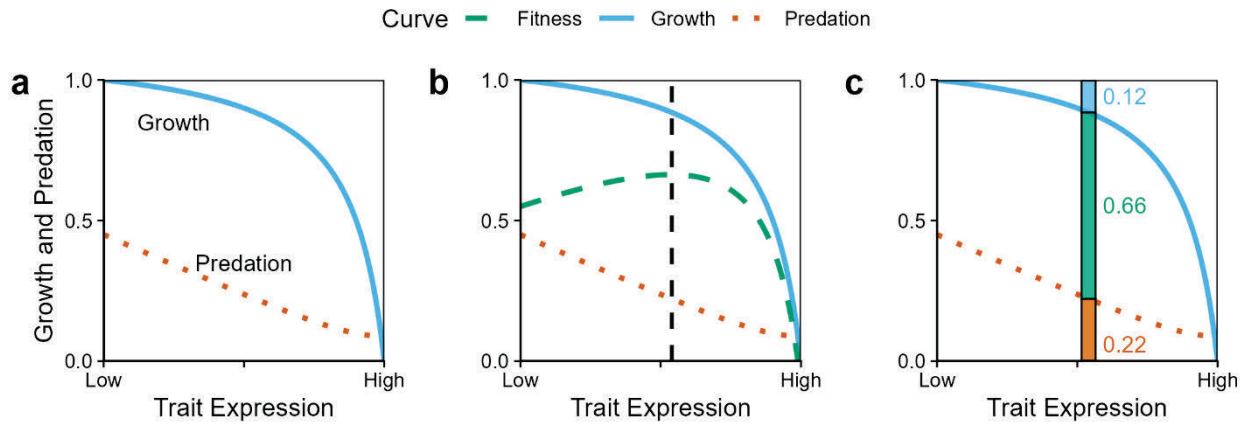 Curve Fitness Growth Predation
a
b
c
Growth and Predation
1.0
0.5
0.0
Growth
Predation
Low High
Trait Expression
1.0
0.5
0.0
Low High
Trait Expression
1.0
0.5
0.0
0.12
0.66
0.22
Low High
Trait Expression